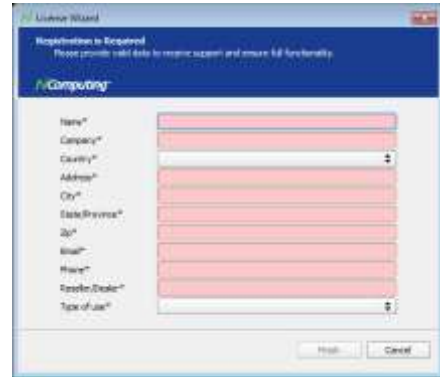 License Wizard
Registration is Required
Please provide valid data to receive support and ensure full functionality.
NComputing
Name*
Company*
Country*
Address*
City*
State/Province*
Zip*
Email*
Phone*
Reseller/Dealer*
Type of use*
Finish
Cancel